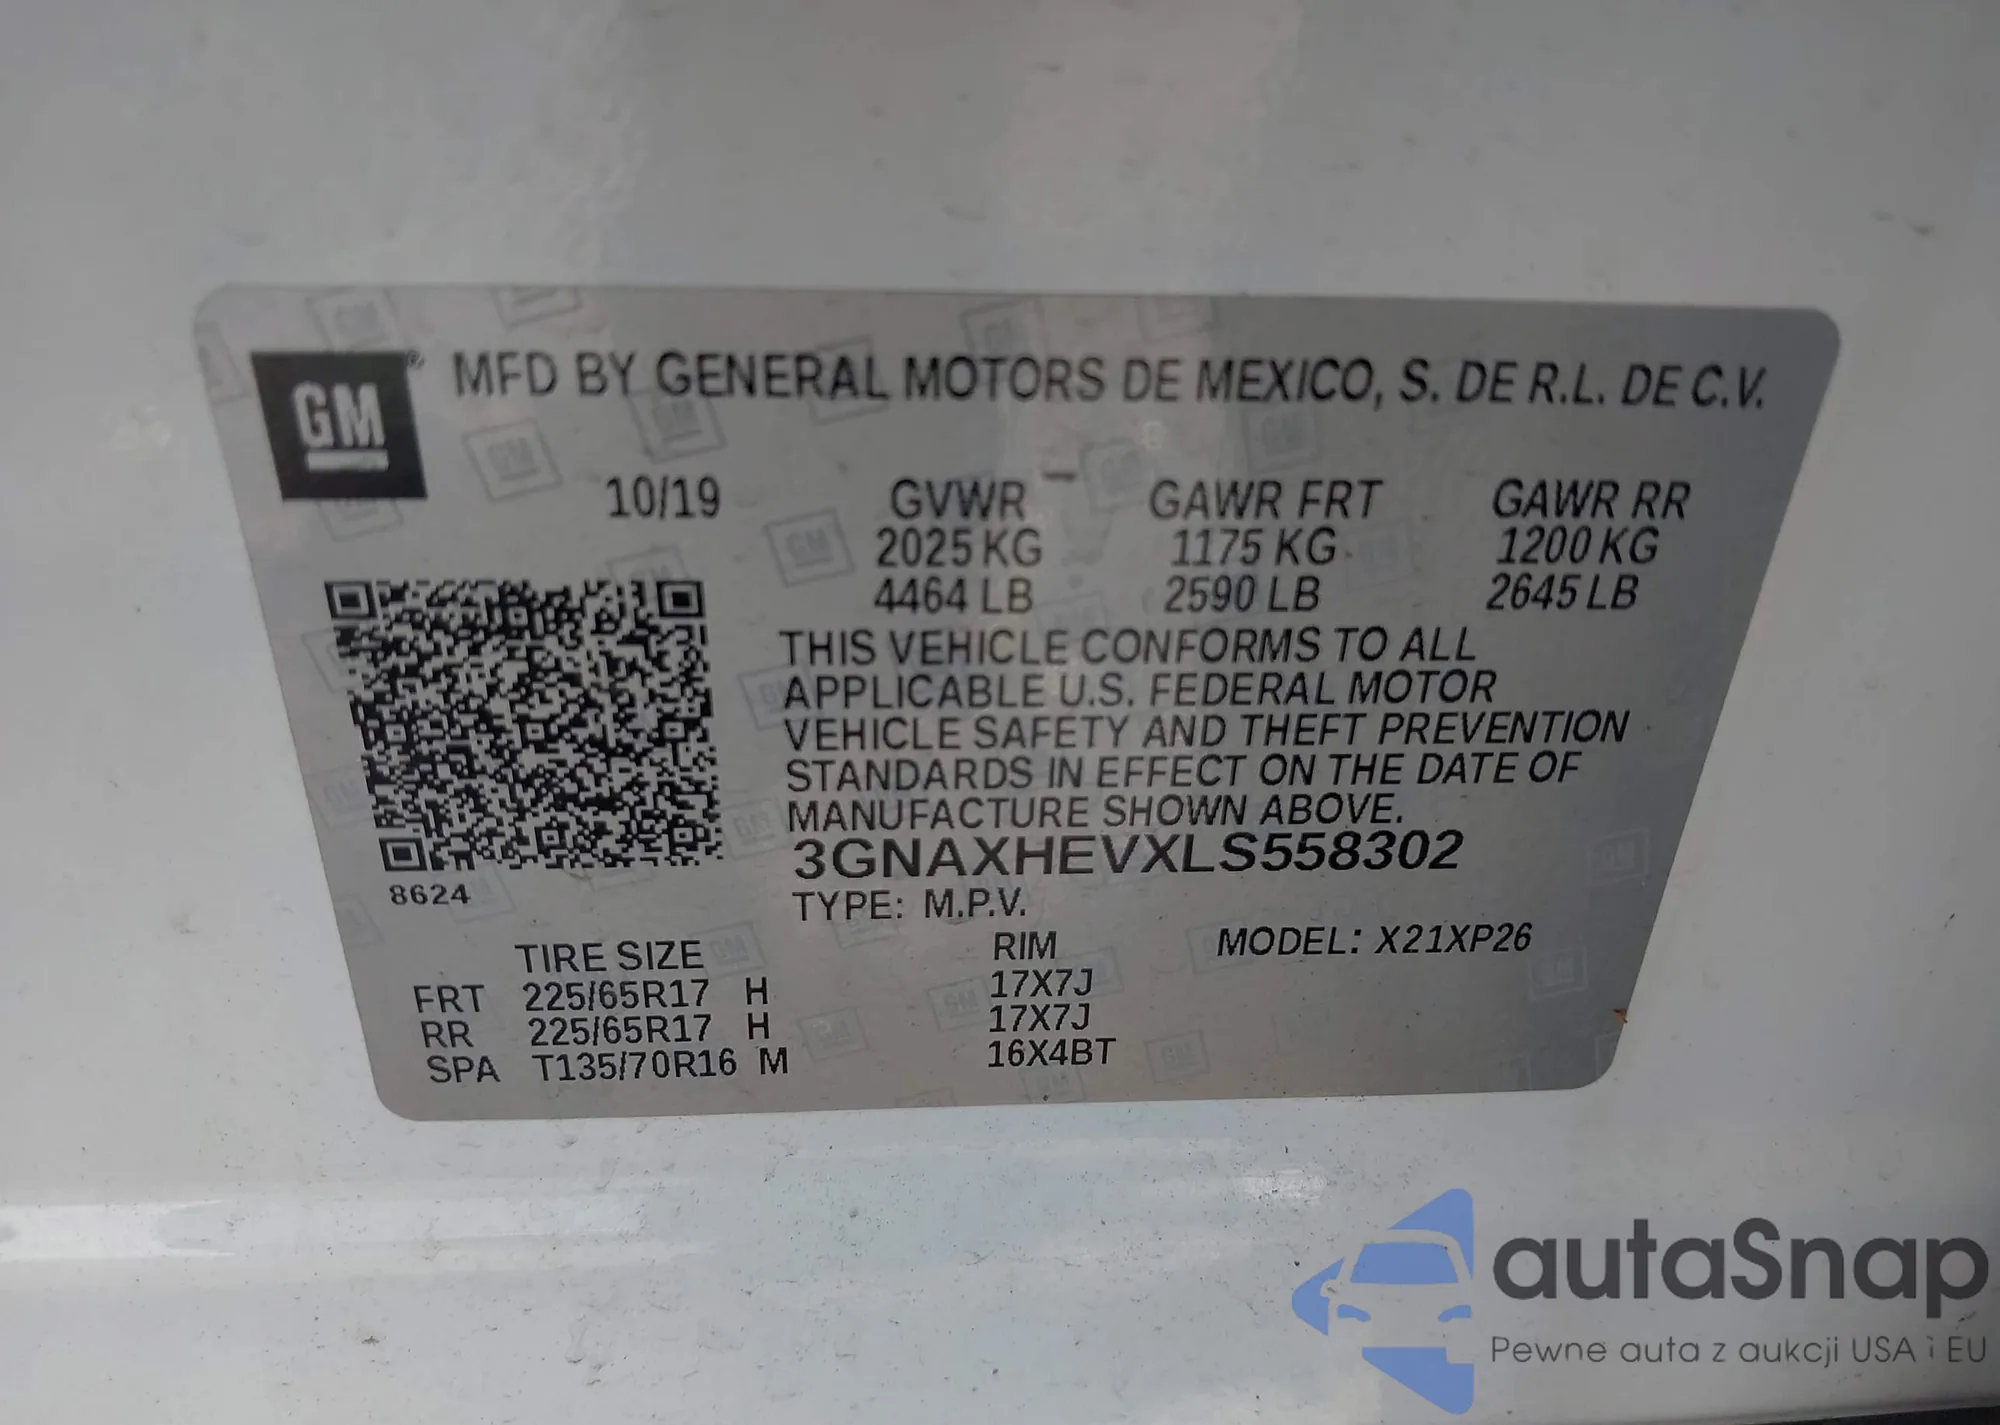 GM
® MFD BY GENERAL MOTORS DE MEXICO, S. DE R.L. DE C.V.
10/19 GVWR GAWR FRT GAWR RR
2025 KG 1175 KG 1200 KG
4464 LB 2590 LB 2645 LB
THIS VEHICLE CONFORMS TO ALL
APPLICABLE U.S. FEDERAL MOTOR
VEHICLE SAFETY AND THEFT PREVENTION
STANDARDS IN EFFECT ON THE DATE OF
MANUFACTURE SHOWN ABOVE.
3GNAXHEVXLS558302
8624
TYPE: M.P.V.
TIRE SIZE RIM MODEL: X21XP26
FRT 225/65R17 H 17X7J
RR 225/65R17 H 17X7J
SPA T135/70R16 M 16X4BT
autaSnap
Pewne auta z aukcji USA i EU